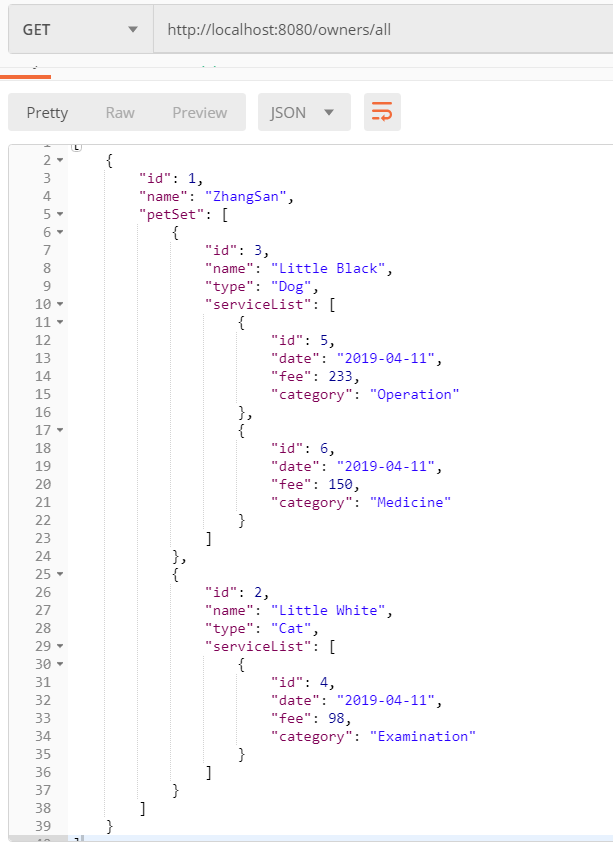 GET http://localhost:8080/owners/all
Pretty Raw Preview JSON
1 [
2 {
3 "id": 1,
4 "name": "ZhangSan",
5 "petSet": [
6 {
7 "id": 3,
8 "name": "Little Black",
9 "type": "Dog",
10 "serviceList": [
11 {
12 "id": 5,
13 "date": "2019-04-11",
14 "fee": 233,
15 "category": "Operation"
16 },
17 {
18 "id": 6,
19 "date": "2019-04-11",
20 "fee": 150,
21 "category": "Medicine"
22 }
23 ]
24 },
25 {
26 "id": 2,
27 "name": "Little White",
28 "type": "Cat",
29 "serviceList": [
30 {
31 "id": 4,
32 "date": "2019-04-11",
33 "fee": 98,
34 "category": "Examination"
35 }
36 ]
37 }
38 ]
39 }
40 ]